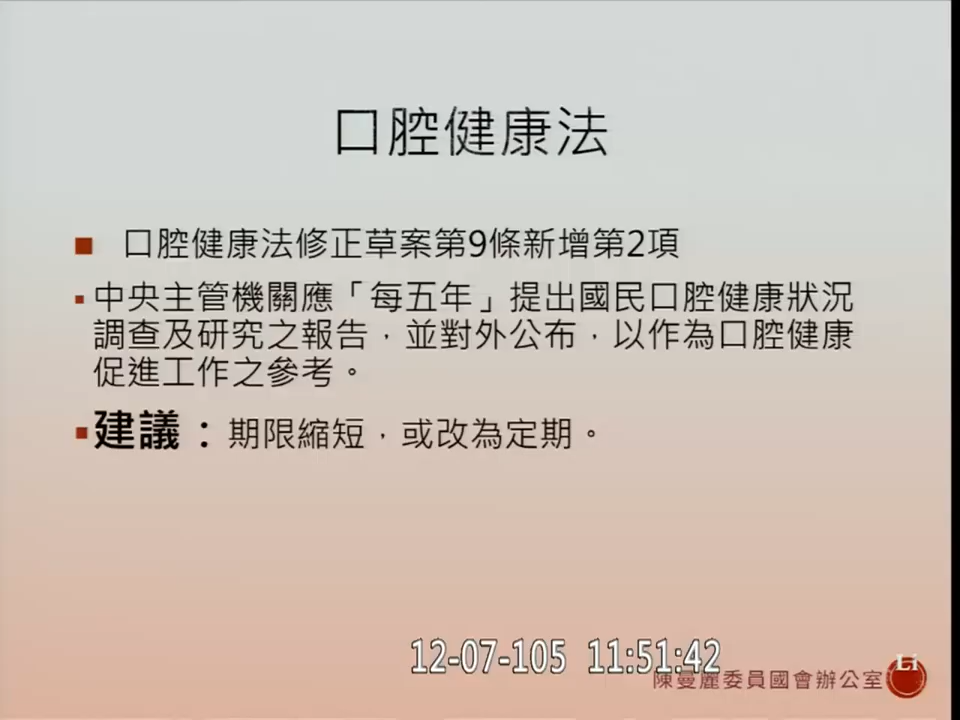 口腔健康法
口腔健康法修正草案第9條新增第2項
中央主管機關應「每五年」提出國民口腔健康狀況
調查及研究之報告，並對外公布，以作為口腔健康
促進工作之參考。
建議：期限縮短，或改為定期。
12-07-105 11:51:42
陳曼麗委員國會辦公室
Li